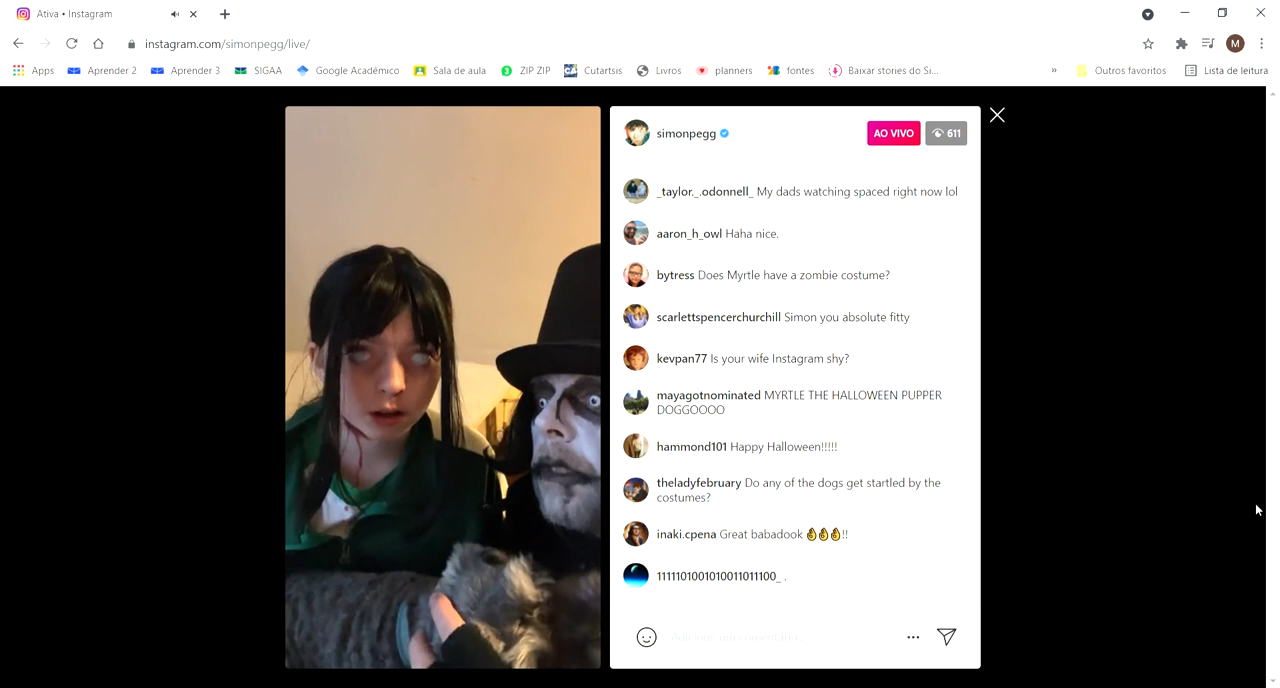 Ativa • Instagram
instagram.com/simonpegg/live/
M
Apps
Aprender 2
Aprender 3
SIGAA
Google Acadêmico
Sala de aula
ZIP ZIP
Cutartsis
Livros
planners
fontes
Baixar stories do Si...
»
Outros favoritos
Lista de leitura
simonpegg
AO VIVO
611
_taylor._.odonnell_ My dads watching spaced right now lol
aaron_h_owl Haha nice.
bytress Does Myrtle have a zombie costume?
scarlettspencerchurchill Simon you absolute fitty
kevpan77 Is your wife Instagram shy?
mayagotnominated MYRTLE THE HALLOWEEN PUPPER
DOGGOOOO
hammond101 Happy Halloween!!!!!
theladyfebruary Do any of the dogs get startled by the
costumes?
inaki.cpena Great babadook 👌👌👌!!
1111101001010011011100_ .
Adicione um comentário...